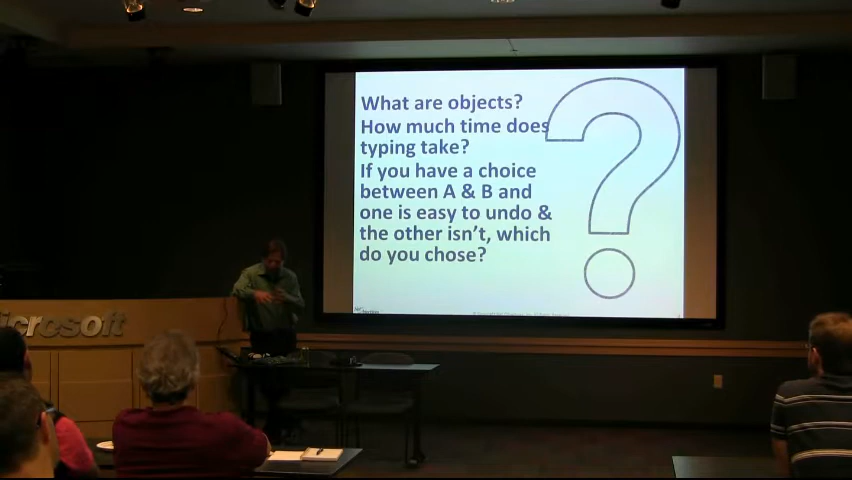 What are objects?
How much time does
typing take?
If you have a choice
between A & B and
one is easy to undo &
the other isn't, which
do you chose?
crosoft